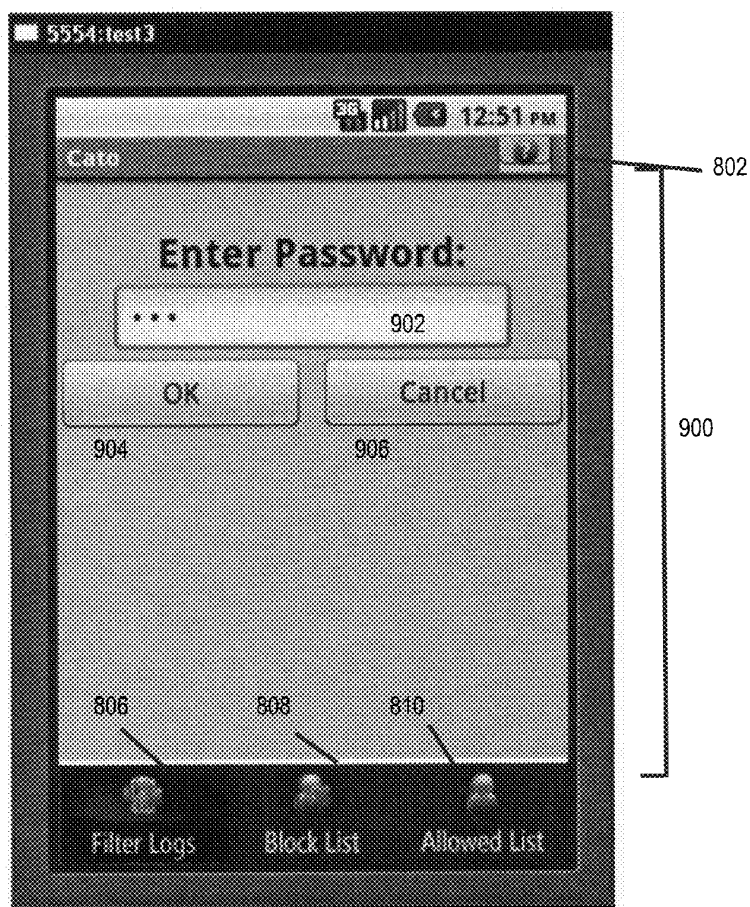 5554:test3
3G 12:51 PM
Cato ?
802
Enter Password:
*** 902
OK Cancel
904 906
900
806 808 810
Filter Logs Block List Allowed List